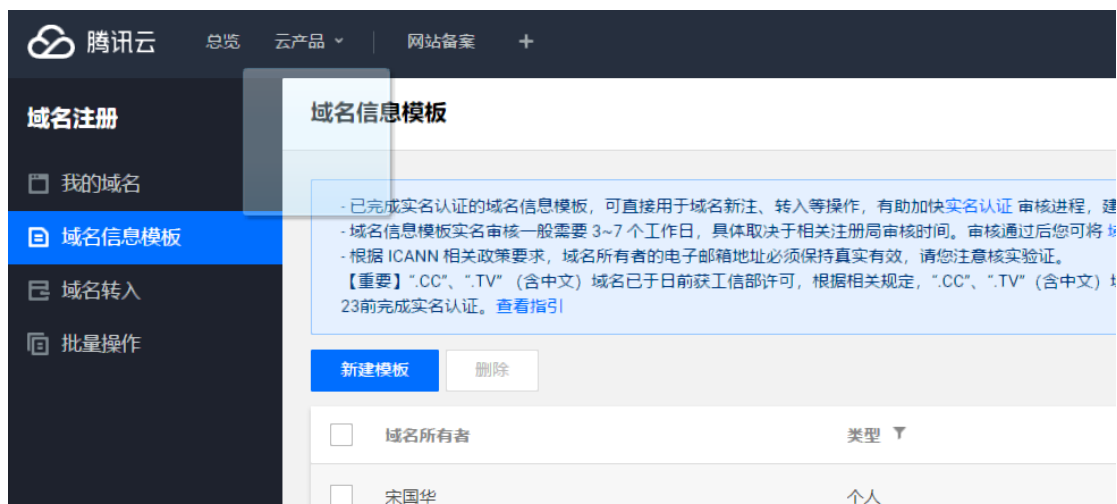 腾讯云 总览 云产品 网站备案 +
域名注册
域名信息模板
我的域名
域名信息模板
域名转入
批量操作
- 已完成实名认证的域名信息模板，可直接用于域名新注、转入等操作，有助加快实名认证 审核进程，建
- 域名信息模板实名审核一般需要 3~7 个工作日，具体取决于相关注册局审核时间。审核通过后您可将
- 根据 ICANN 相关政策要求，域名所有者的电子邮箱地址必须保持真实有效，请您注意核实验证。
【重要】“.CC”、“.TV” （含中文）域名已于日前获工信部许可，根据相关规定，“.CC”、“.TV”（含中文）
23前完成实名认证。查看指引
新建模板 删除
域名所有者 类型
宋国华 个人